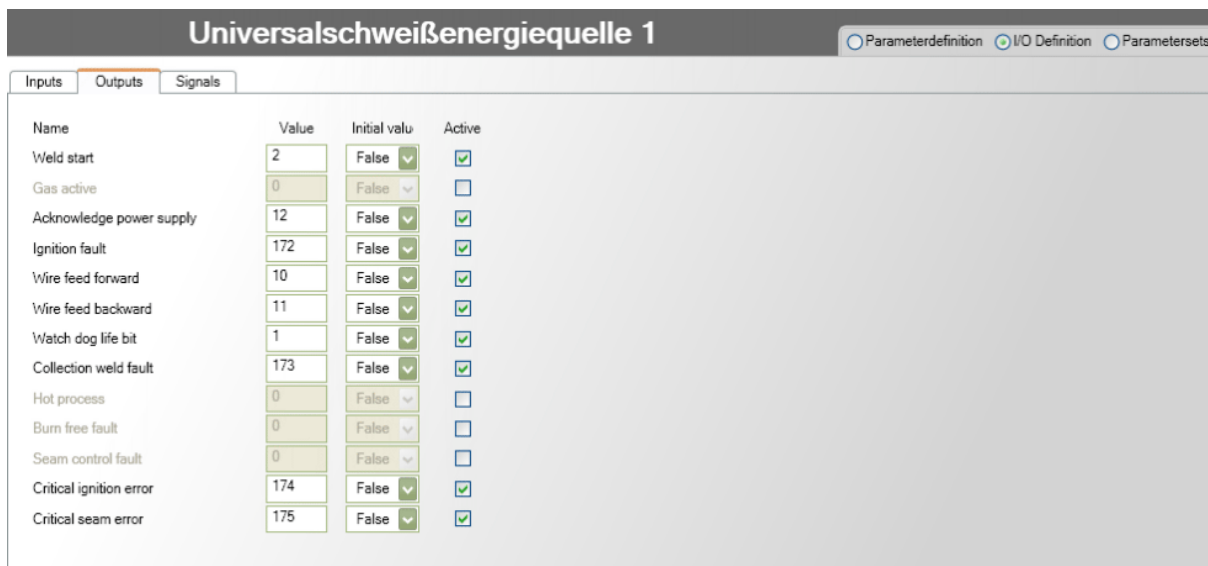 Universalschweißenergiequelle 1
Parameterdefinition I/O Definition Parametersets
Inputs Outputs Signals
Name Value Initial valu Active
Weld start 2 False
Gas active 0 False
Acknowledge power supply 12 False
Ignition fault 172 False
Wire feed forward 10 False
Wire feed backward 11 False
Watch dog life bit 1 False
Collection weld fault 173 False
Hot process 0 False
Burn free fault 0 False
Seam control fault 0 False
Critical ignition error 174 False
Critical seam error 175 False